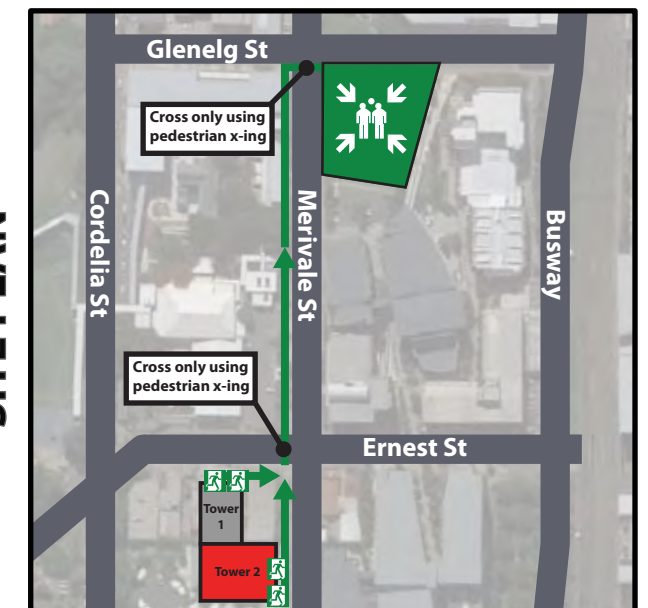 Glenelg St
Cross only using
pedestrian x-ing
Cordelia St
Merivale St
Busway
Cross only using
pedestrian x-ing
Ernest St
Tower
1
Tower 2